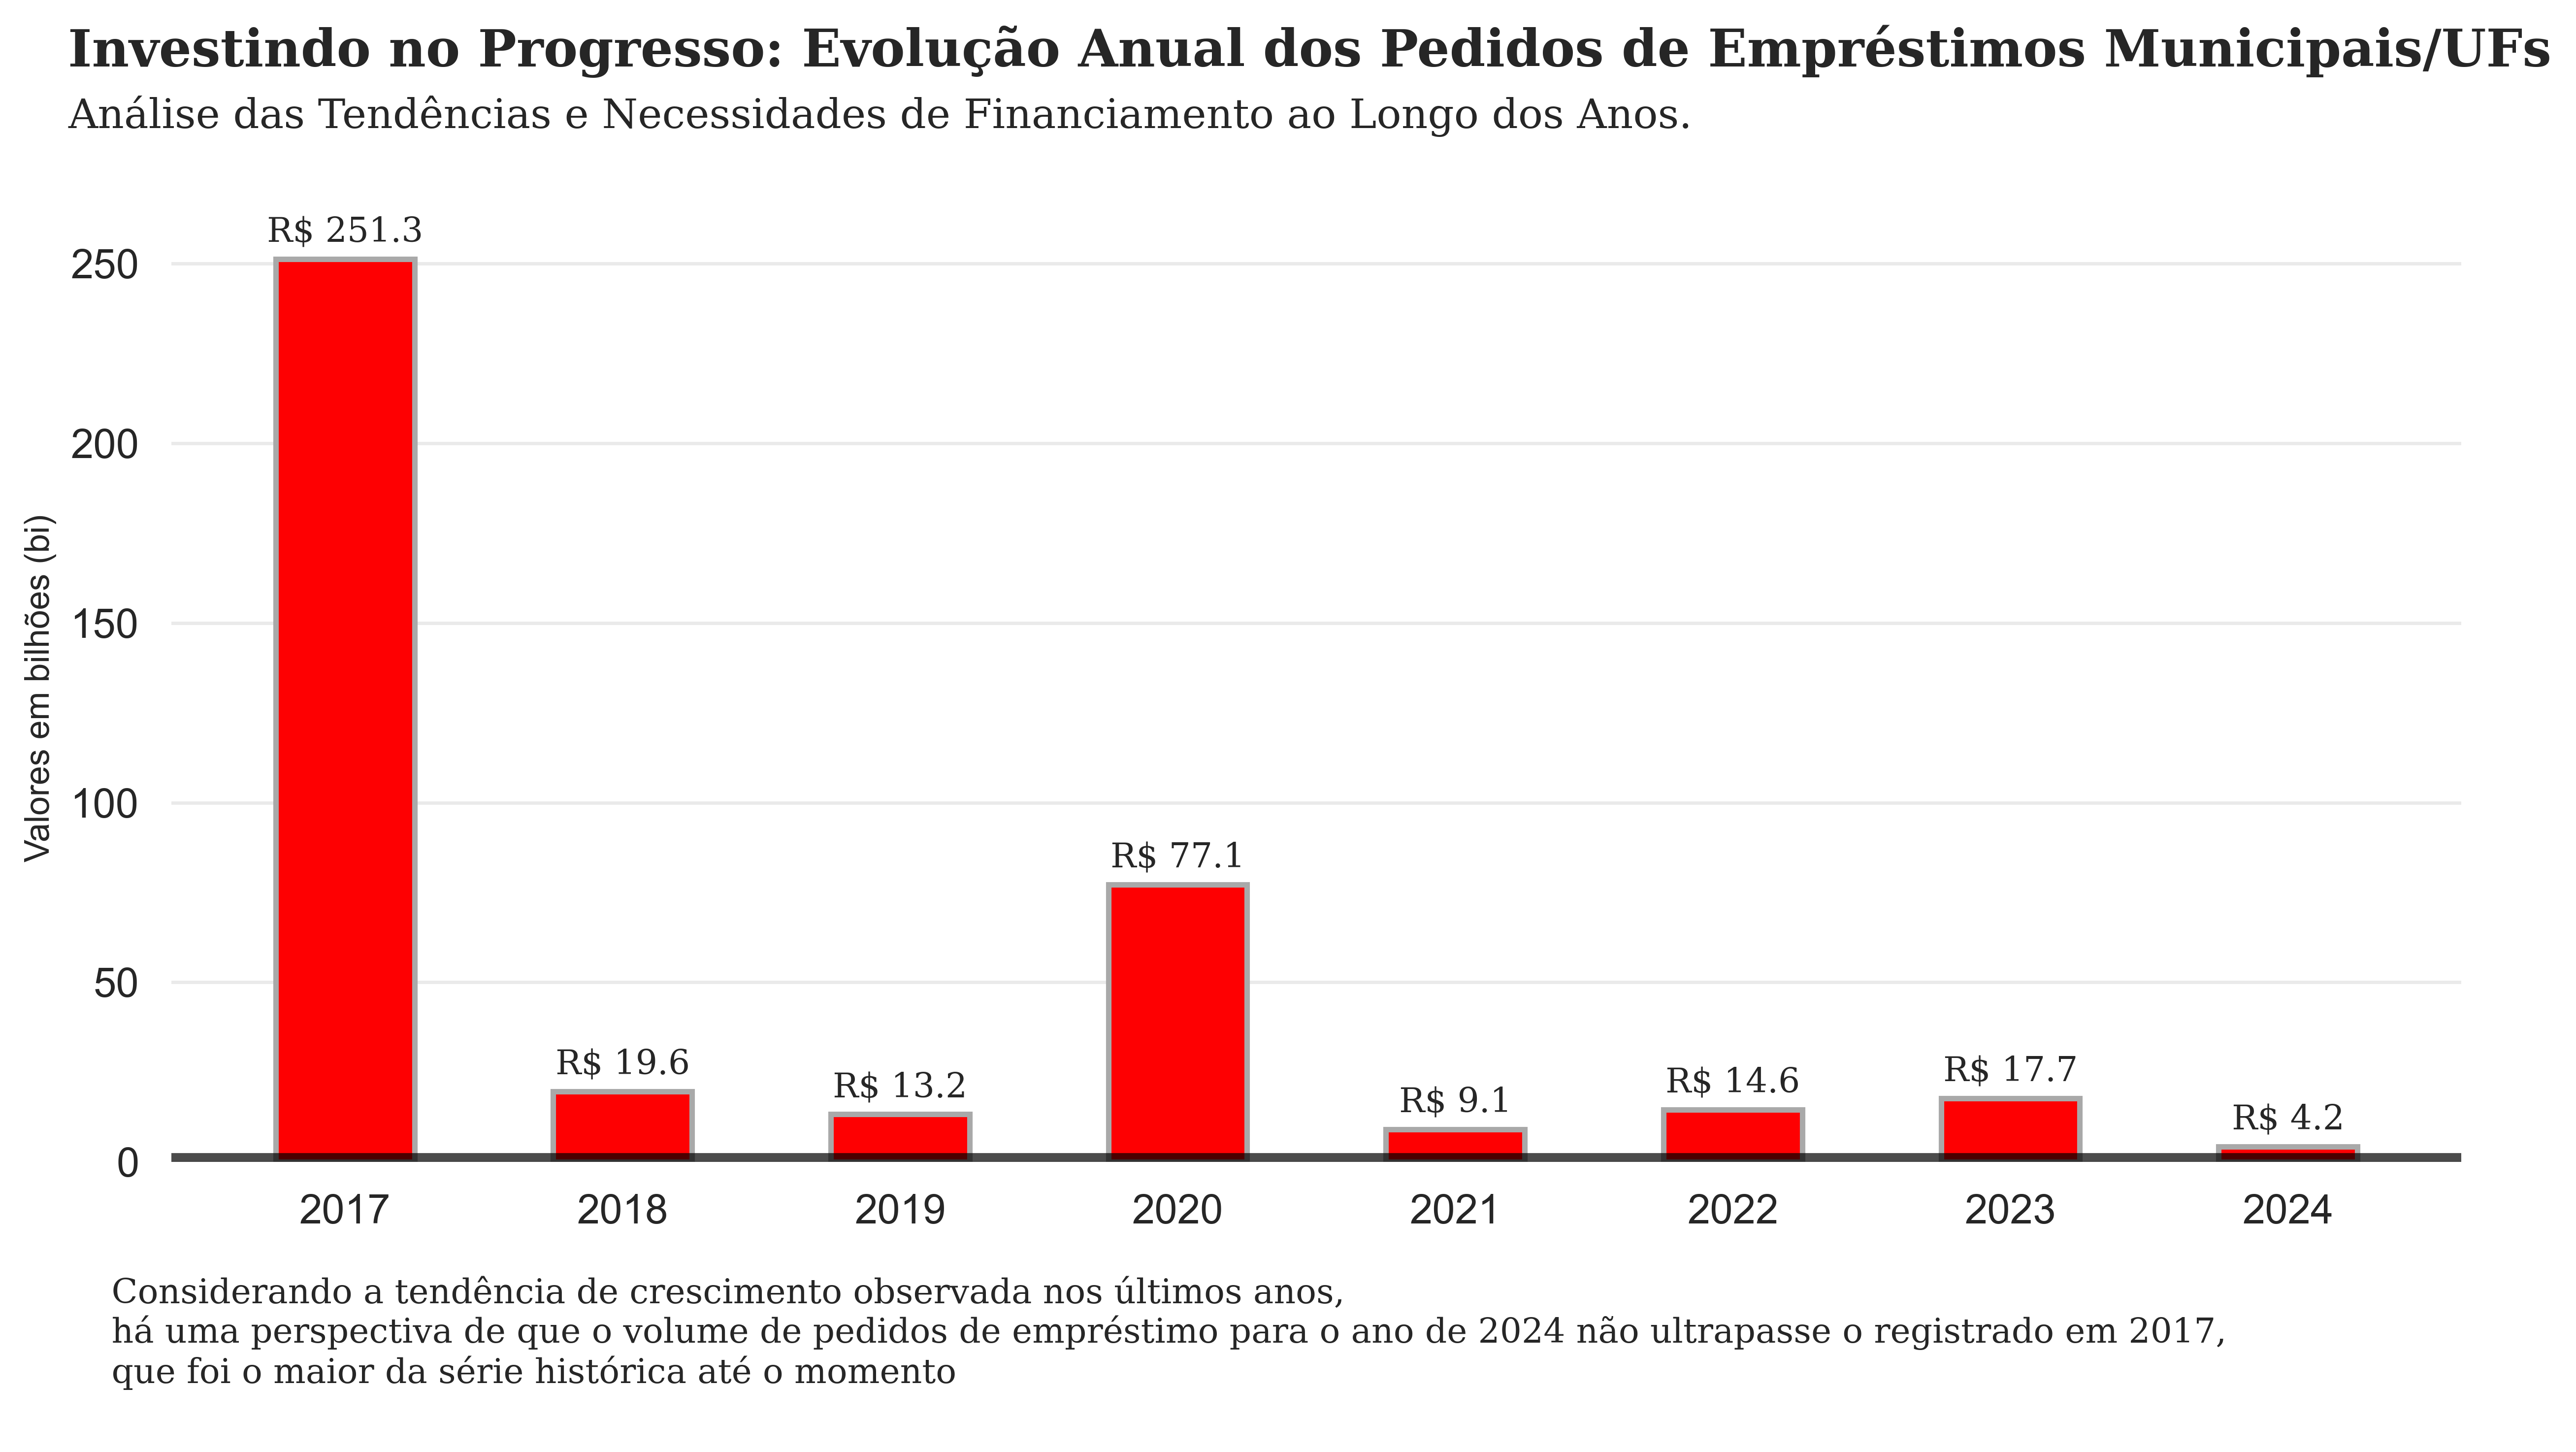 Investindo no Progresso: Evolução Anual dos Pedidos de Empréstimos Municipais/UFs
Análise das Tendências e Necessidades de Financiamento ao Longo dos Anos.
Valores em bilhões (bi)
250
200
150
100
50
0
R$ 251.3
R$ 19.6
R$ 13.2
R$ 77.1
R$ 9.1
R$ 14.6
R$ 17.7
R$ 4.2
2017
2018
2019
2020
2021
2022
2023
2024
Considerando a tendência de crescimento observada nos últimos anos,
há uma perspectiva de que o volume de pedidos de empréstimo para o ano de 2024 não ultrapasse o registrado em 2017,
que foi o maior da série histórica até o momento